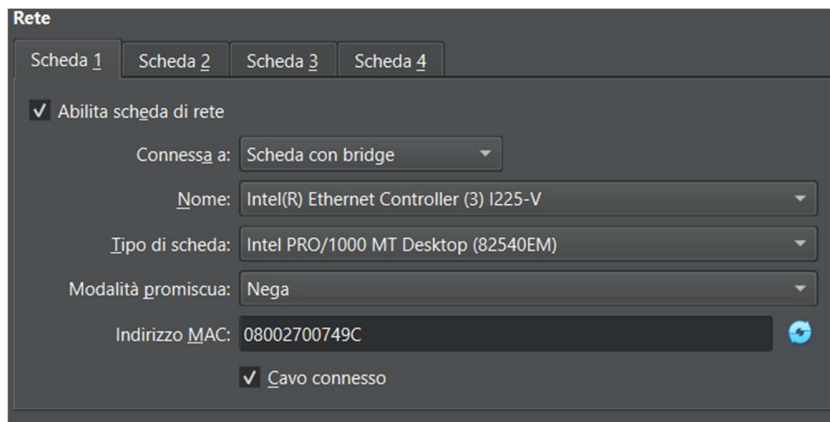 Rete
Scheda 1 Scheda 2 Scheda 3 Scheda 4
Abilita scheda di rete
Connessa a: Scheda con bridge
Nome: Intel(R) Ethernet Controller (3) I225-V
Tipo di scheda: Intel PRO/1000 MT Desktop (82540EM)
Modalità promiscua: Nega
Indirizzo MAC: 08002700749C
Cavo connesso